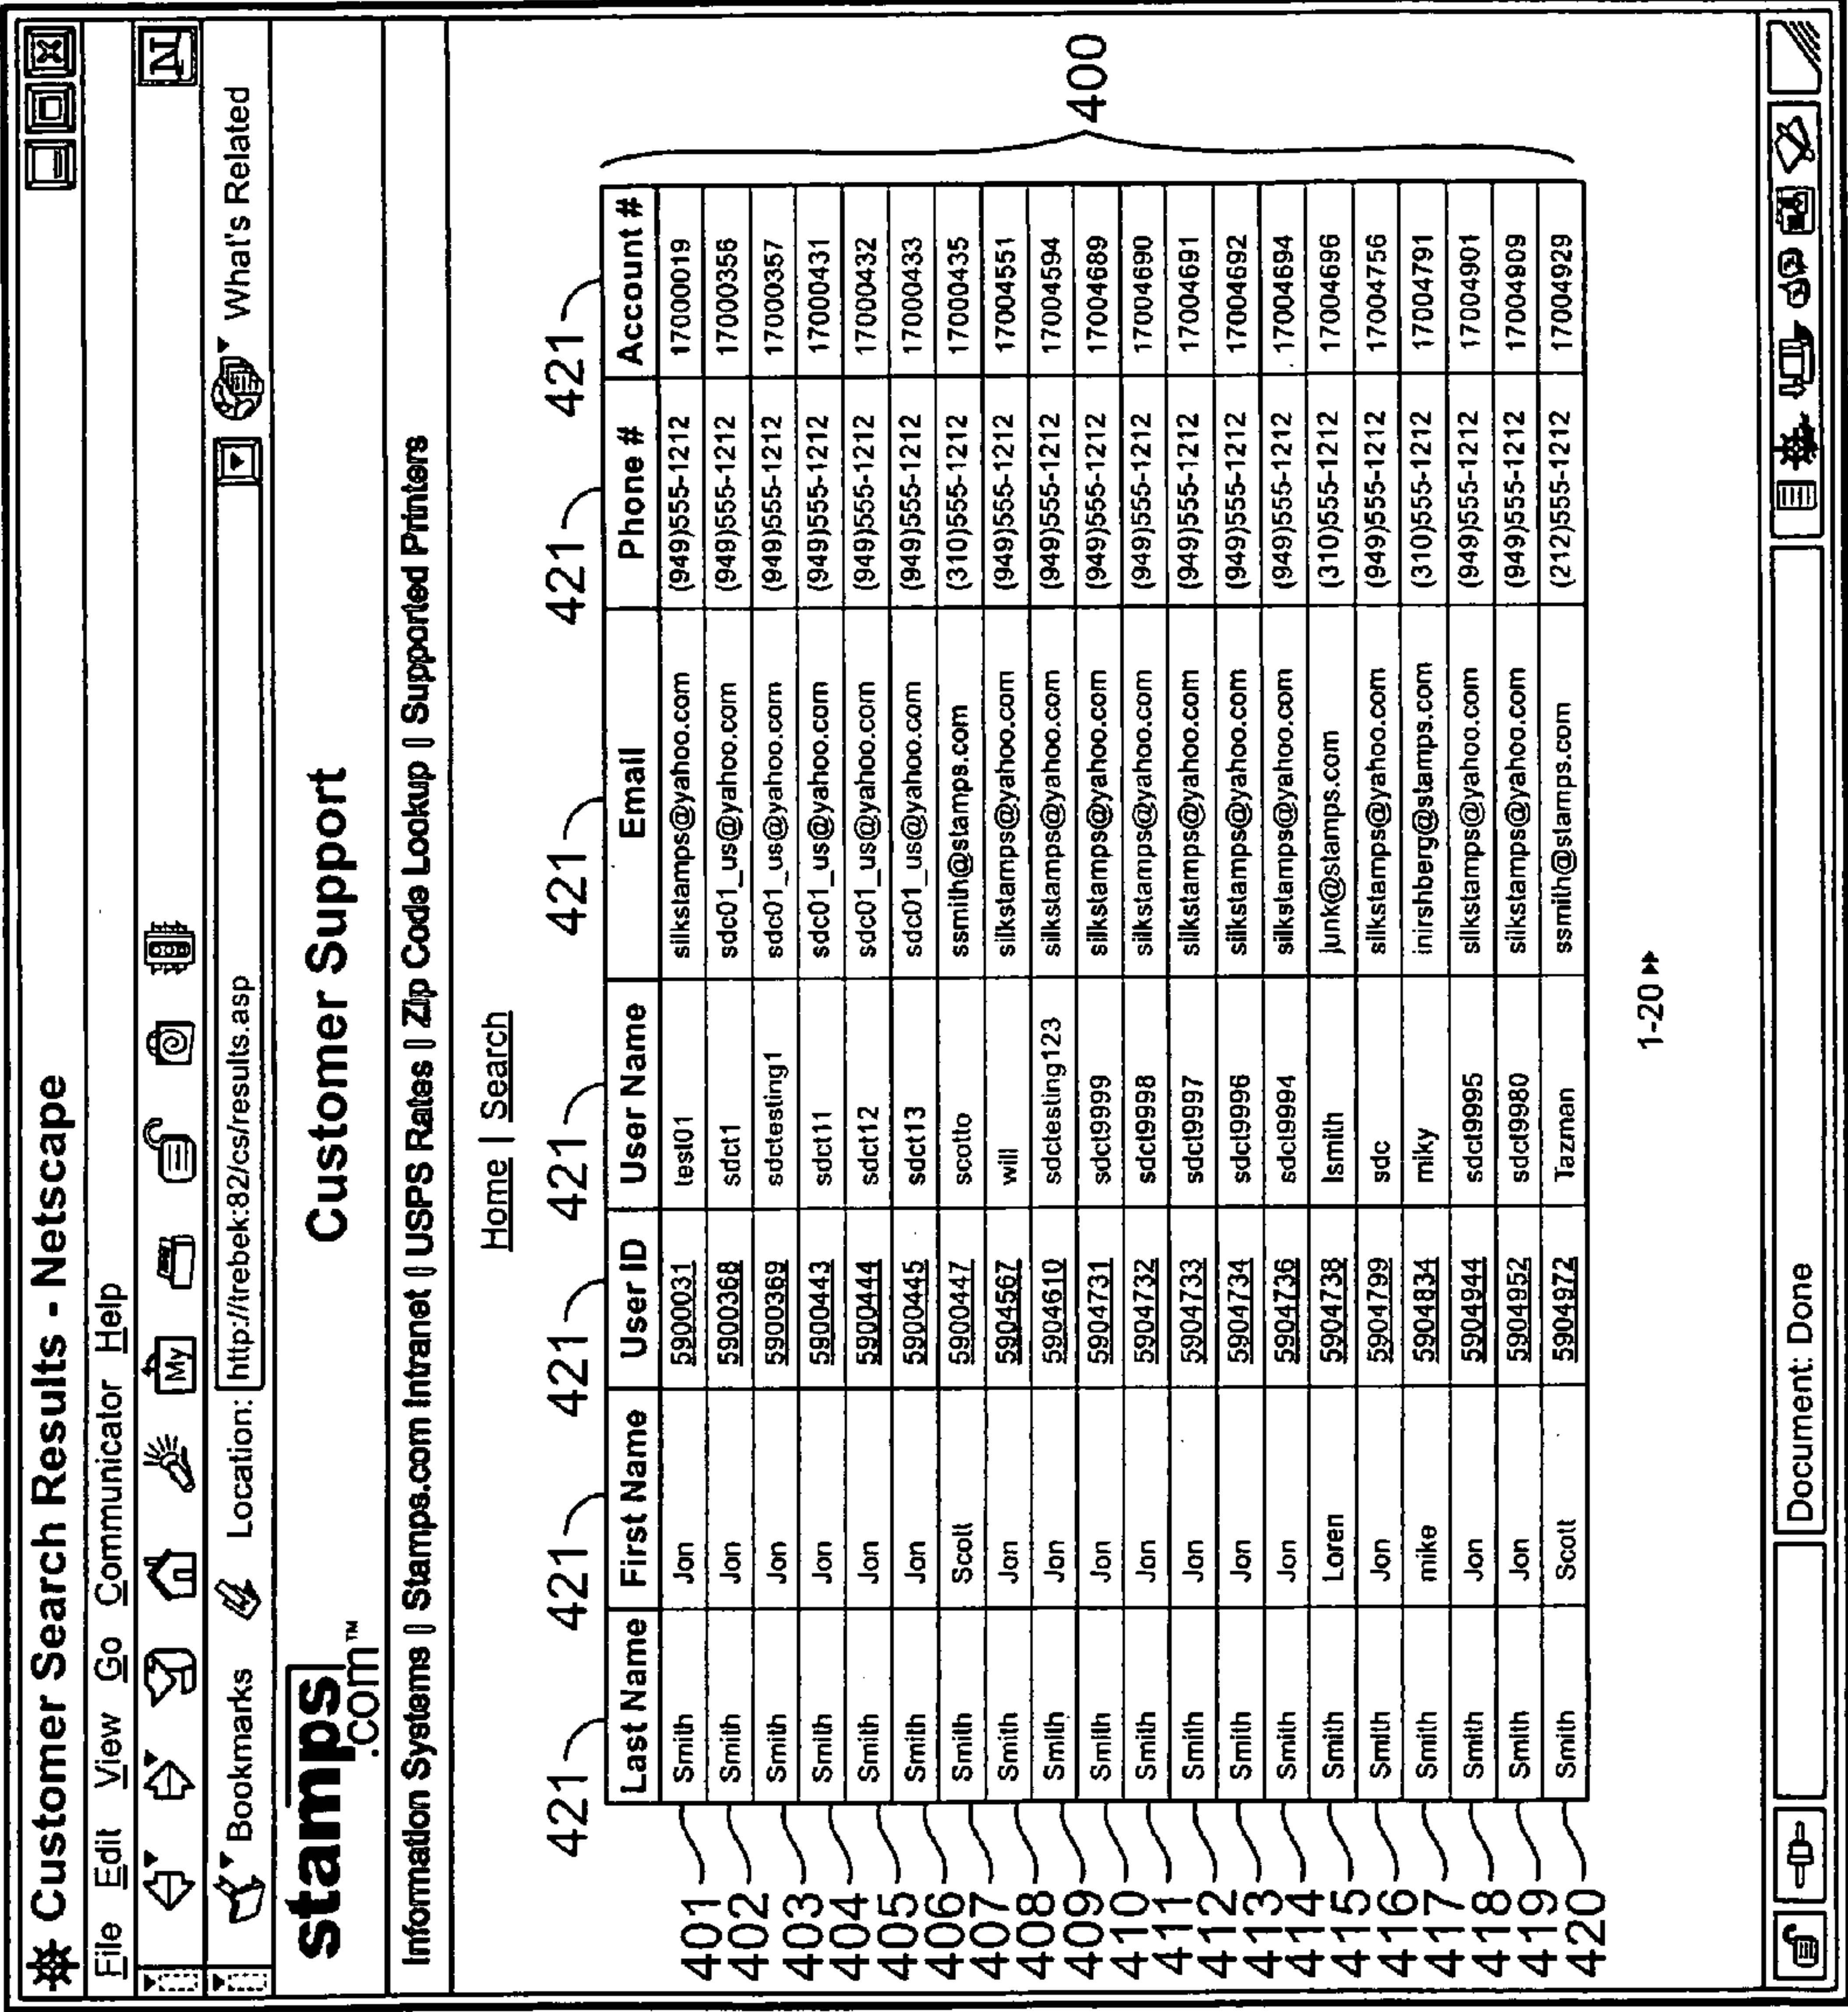 Customer Search Results - Netscape
File Edit View Go Communicator Help
My
N
Bookmarks Location: http://trebek:82/cs/results.asp What's Related
stamps
.com™
Customer Support
Information Systems || Stamps.com Intranet || USPS Rates || Zip Code Lookup || Supported Printers
Home | Search
421 421 421 421 421 421 421
Last Name First Name User ID User Name Email Phone # Account #
401 Smith Jon 5900031 test01 silkstamps@yahoo.com (949)555-1212 17000019
402 Smith Jon 5900368 sdct1 sdc01_us@yahoo.com (949)555-1212 17000356
403 Smith Jon 5900369 sdctesting1 sdc01_us@yahoo.com (949)555-1212 17000357
404 Smith Jon 5900443 sdct11 sdc01_us@yahoo.com (949)555-1212 17000431
405 Smith Jon 5900444 sdct12 sdc01_us@yahoo.com (949)555-1212 17000432
406 Smith Jon 5900445 sdct13 sdc01_us@yahoo.com (949)555-1212 17000433
407 Smith Scott 5900447 scotto ssmith@stamps.com (310)555-1212 17000435
408 Smith Jon 5904567 will silkstamps@yahoo.com (949)555-1212 17004551
409 Smith Jon 5904610 sdctesting123 silkstamps@yahoo.com (949)555-1212 17004594
410 Smith Jon 5904731 sdct9999 silkstamps@yahoo.com (949)555-1212 17004689
411 Smith Jon 5904732 sdct9998 silkstamps@yahoo.com (949)555-1212 17004690
412 Smith Jon 5904733 sdct9997 silkstamps@yahoo.com (949)555-1212 17004691
413 Smith Jon 5904734 sdct9996 silkstamps@yahoo.com (949)555-1212 17004692
414 Smith Jon 5904736 sdct9994 silkstamps@yahoo.com (949)555-1212 17004694
415 Smith Loren 5904738 lsmith junk@stamps.com (310)555-1212 17004696
416 Smith Jon 5904799 sdc silkstamps@yahoo.com (949)555-1212 17004756
417 Smith mike 5904834 miky inirshberg@stamps.com (310)555-1212 17004791
418 Smith Jon 5904944 sdct9995 silkstamps@yahoo.com (949)555-1212 17004901
419 Smith Jon 5904952 sdct9980 silkstamps@yahoo.com (949)555-1212 17004909
420 Smith Scott 5904972 Tazman ssmith@stamps.com (212)555-1212 17004929
400
1-20
Document: Done